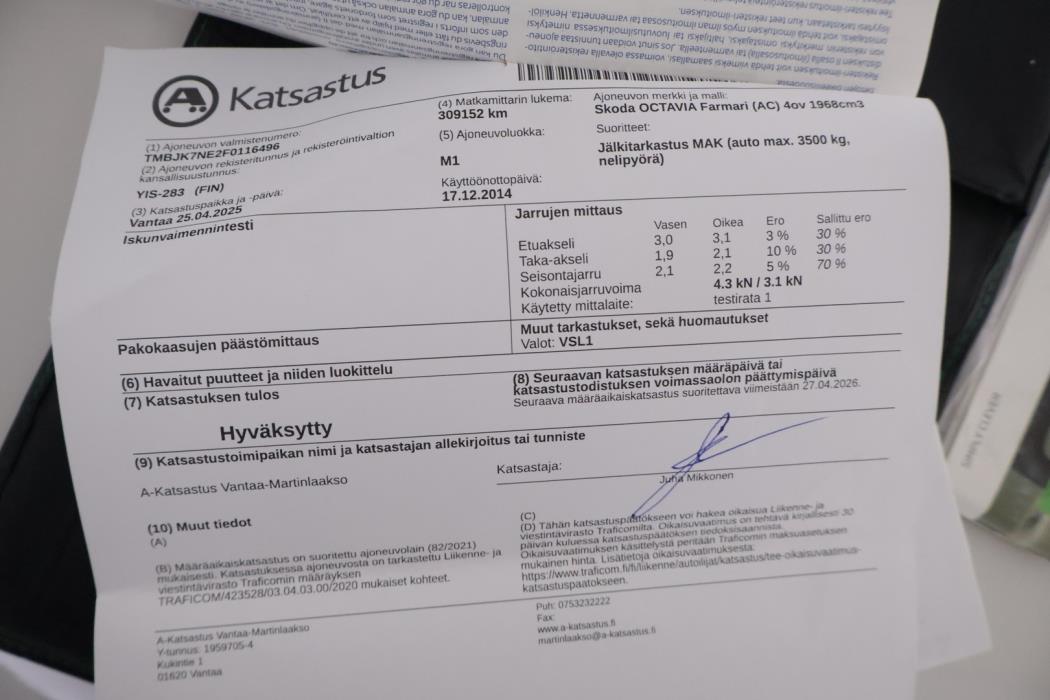 A Katsastus
(1) Ajoneuvon valmistenumero:
TMBJK7NE2F0116496
(2) Ajoneuvon rekisteritunnus ja rekisteröintivaltion
kansallisuustunnus:
YIS-283 (FIN)
(3) Katsastuspaikka ja -päivä:
Vantaa 25.04.2025
(4) Matkamittarin lukema:
309152 km
(5) Ajoneuvoluokka:
M1
Käyttöönottopäivä:
17.12.2014
Ajoneuvon merkki ja malli:
Skoda OCTAVIA Farmari (AC) 4ov 1968cm3
Suoritteet:
Jälkitarkastus MAK (auto max. 3500 kg,
nelipyörä)
Iskunvaimennintesti
Jarrujen mittaus
Vasen Oikea Ero Sallittu ero
Etuakseli 3,0 3,1 3 % 30 %
Taka-akseli 1,9 2,1 10 % 30 %
Seisontajarru 2,1 2,2 5 % 70 %
Kokonaisjarruvoima 4.3 kN / 3.1 kN
Käytetty mittalaite: testirata 1
Pakokaasujen päästömittaus
Muut tarkastukset, sekä huomautukset
Valot: VSL1
(6) Havaitut puutteet ja niiden luokittelu
(7) Katsastuksen tulos
Hyväksytty
(8) Seuraavan katsastuksen määräpäivä tai
katsastustodistuksen voimassaolon päättymispäivä
Seuraava määräaikaiskatsastus suoritettava viimeistään 27.04.2026.
(9) Katsastustoimipaikan nimi ja katsastajan allekirjoitus tai tunniste
A-Katsastus Vantaa-Martinlaakso
Katsastaja:
Juha Mikkonen
(10) Muut tiedot
(A)
(B) Määräaikaiskatsastus on suoritettu ajoneuvolain (82/2021)
mukaisesti. Katsastuksessa ajoneuvosta on tarkastettu Liikenne- ja
viestintävirasto Traficomin määräyksen
TRAFICOM/423528/03.04.03.00/2020 mukaiset kohteet.
(C)
(D) Tähän katsastuspäätökseen voi hakea oikaisua Liikenne- ja
viestintävirasto Traficomilta. Oikaisuvaatimus on tehtävä kirjallisesti 30
päivän kuluessa katsastuspäätöksen tiedoksisaannista.
Oikaisuvaatimuksen käsittelystä peritään Traficomin maksuasetuksen
mukainen hinta. Lisätietoja oikaisuvaatimuksesta:
https://www.traficom.fi/fi/liikenne/autoilijat/katsastus/tee-oikaisuvaatimus-
katsastuspaatokseen.
A-Katsastus Vantaa-Martinlaakso
Y-tunnus: 1959705-4
Kukintie 1
01620 Vantaa
Puh: 0753232222
Fax:
www.a-katsastus.fi
martinlaakso@a-katsastus.fi
SIMPLY CLEVER